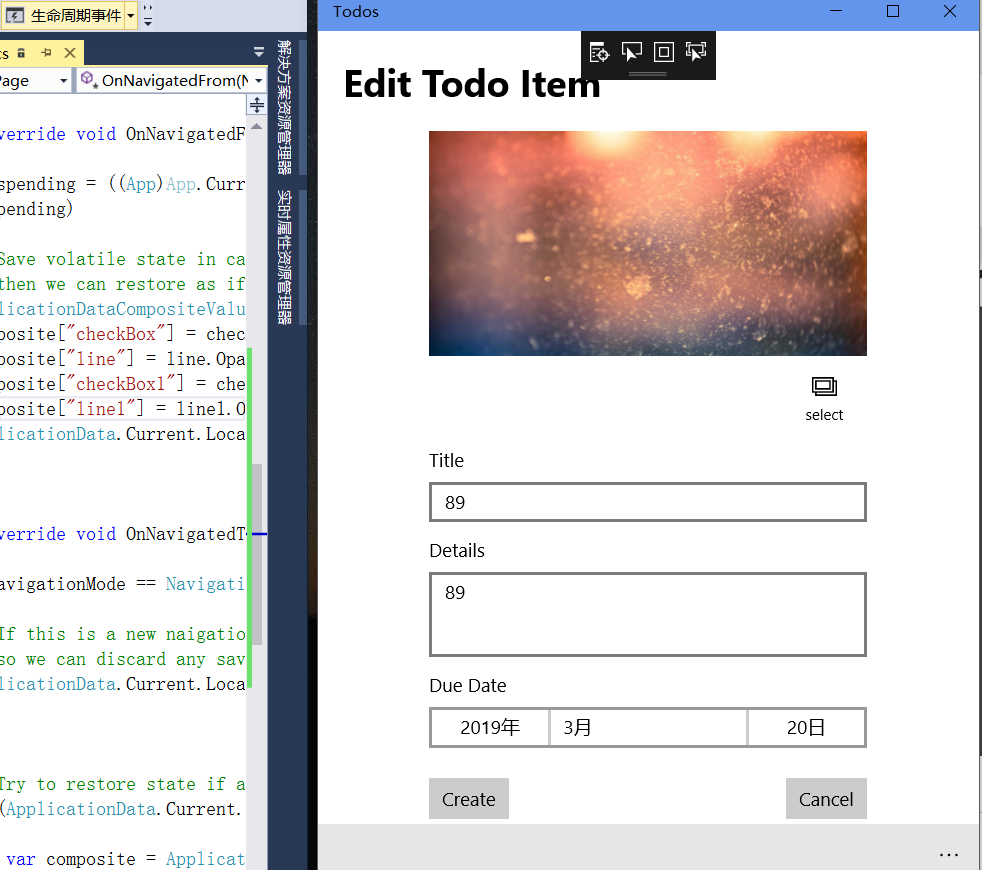 生命周期事件
cs
Page
OnNavigatedFrom(N
verride void OnNavigatedF
spending = ((App)App.Curr
pending)
Save volatile state in ca
then we can restore as if
licationDataCompositeValu
posite["checkBox"] = chec
posite["line"] = line.Opa
posite["checkBox1"] = che
posite["line1"] = line1.O
licationData.Current.Loca
verride void OnNavigatedT
avigationMode == Navigati
If this is a new naigatio
so we can discard any sav
licationData.Current.Loca
Try to restore state if a
(ApplicationData.Current.
var composite = Applicat
解决方案资源管理器
实时属性资源管理器
Todos
Edit Todo Item
select
Title
89
Details
89
Due Date
2019年 3月 20日
Create Cancel
...